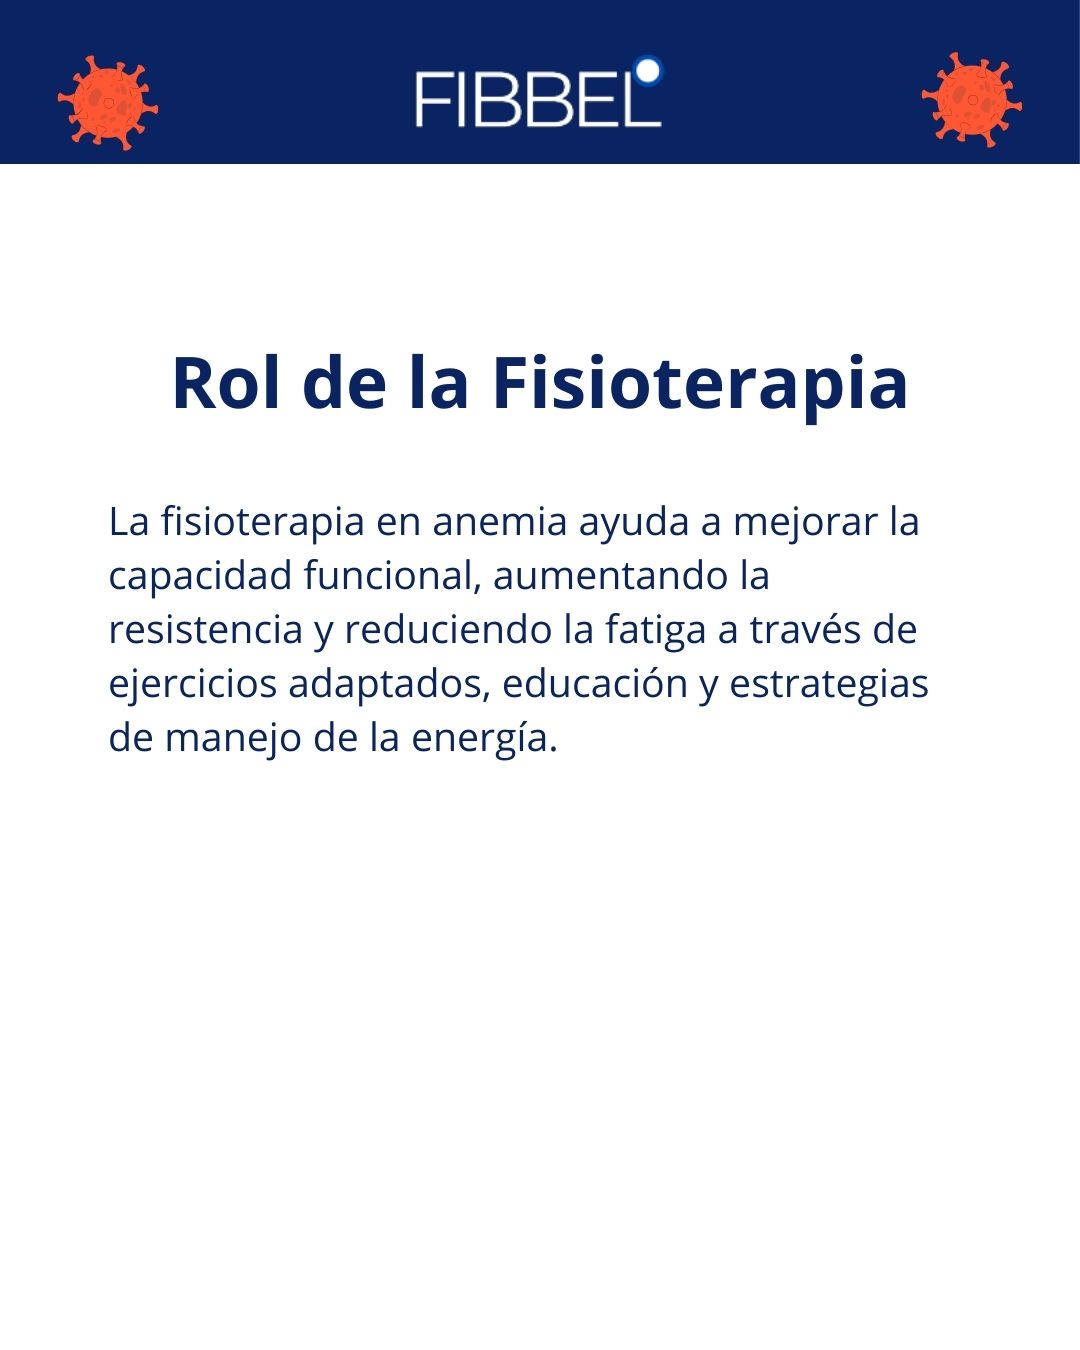 FIBBEL
Rol de la Fisioterapia
La fisioterapia en anemia ayuda a mejorar la
capacidad funcional, aumentando la
resistencia y reduciendo la fatiga a través de
ejercicios adaptados, educación y estrategias
de manejo de la energía.